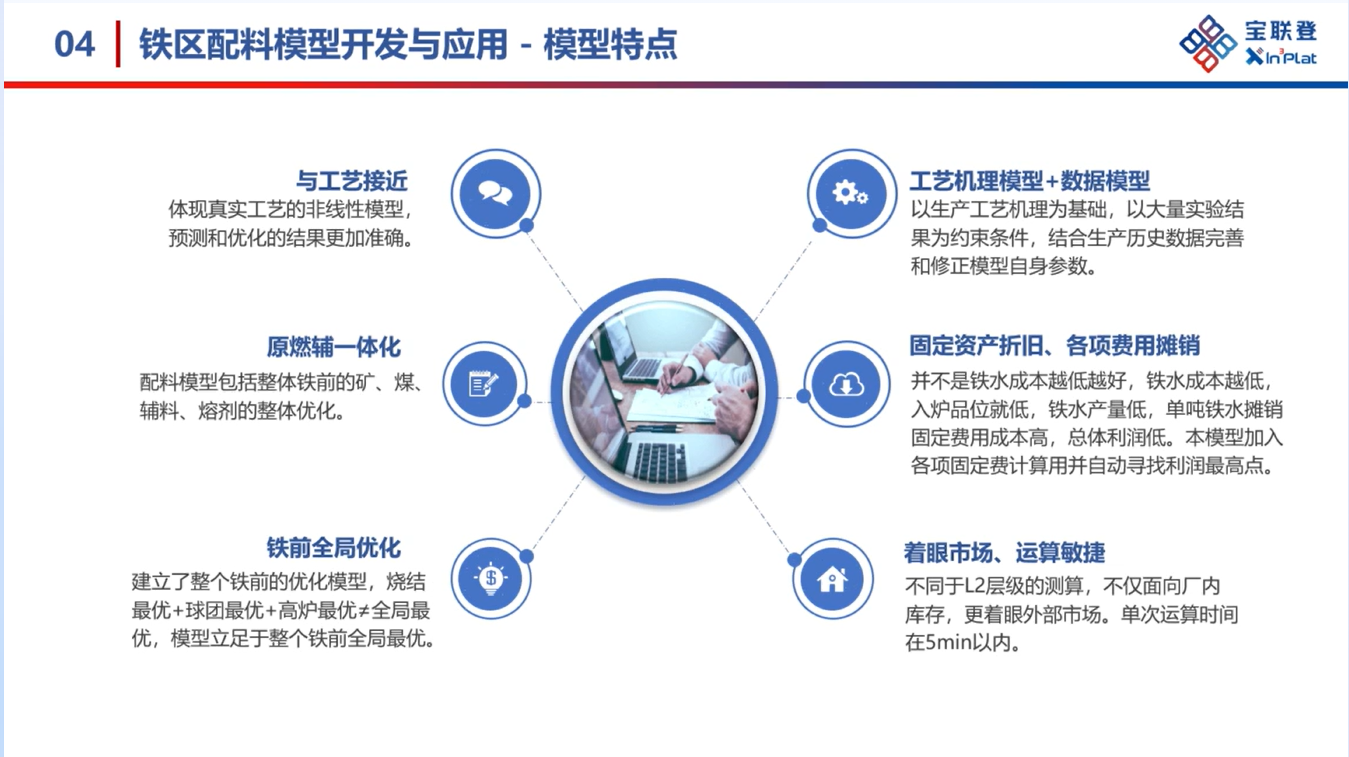 04
铁区配料模型开发与应用 - 模型特点
宝联登
Xin³Plat
与工艺接近
体现真实工艺的非线性模型，
预测和优化的结果更加准确。
原燃辅一体化
配料模型包括整体铁前的矿、煤、
辅料、熔剂的整体优化。
铁前全局优化
建立了整个铁前的优化模型，烧结
最优+球团最优+高炉最优≠全局最
优，模型立足于整个铁前全局最优。
工艺机理模型+数据模型
以生产工艺机理为基础，以大量实验结
果为约束条件，结合生产历史数据完善
和修正模型自身参数。
固定资产折旧、各项费用摊销
并不是铁水成本越低越好，铁水成本越低，
入炉品位就低，铁水产量低，单吨铁水摊销
固定费用成本高，总体利润低。本模型加入
各项固定费计算用并自动寻找利润最高点。
着眼市场、运算敏捷
不同于L2层级的测算，不仅面向厂内
库存，更着眼外部市场。单次运算时间
在5min以内。